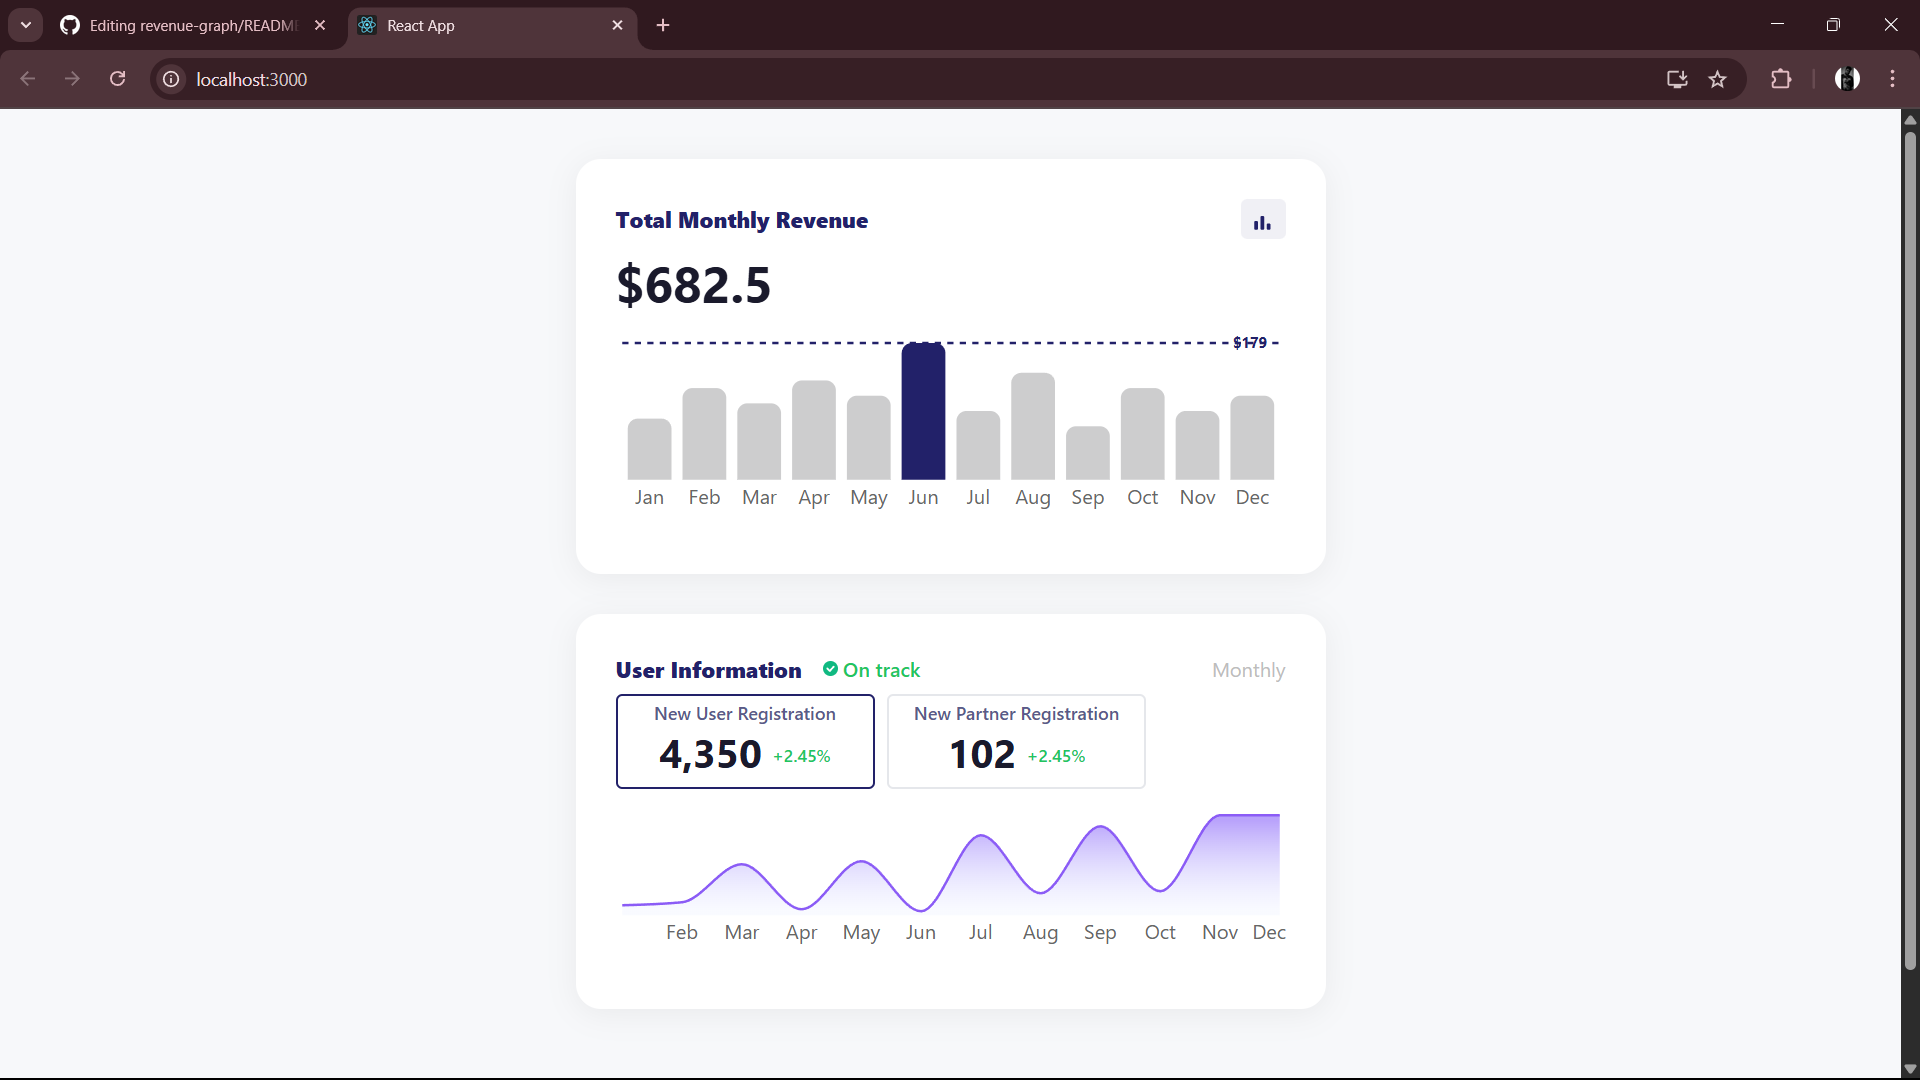 Editing revenue-graph/READM
React App
localhost:3000
Total Monthly Revenue
$682.5
$179
Jan Feb Mar Apr May Jun Jul Aug Sep Oct Nov Dec
User Information On track Monthly
New User Registration New Partner Registration
4,350 +2.45% 102 +2.45%
Feb Mar Apr May Jun Jul Aug Sep Oct Nov Dec